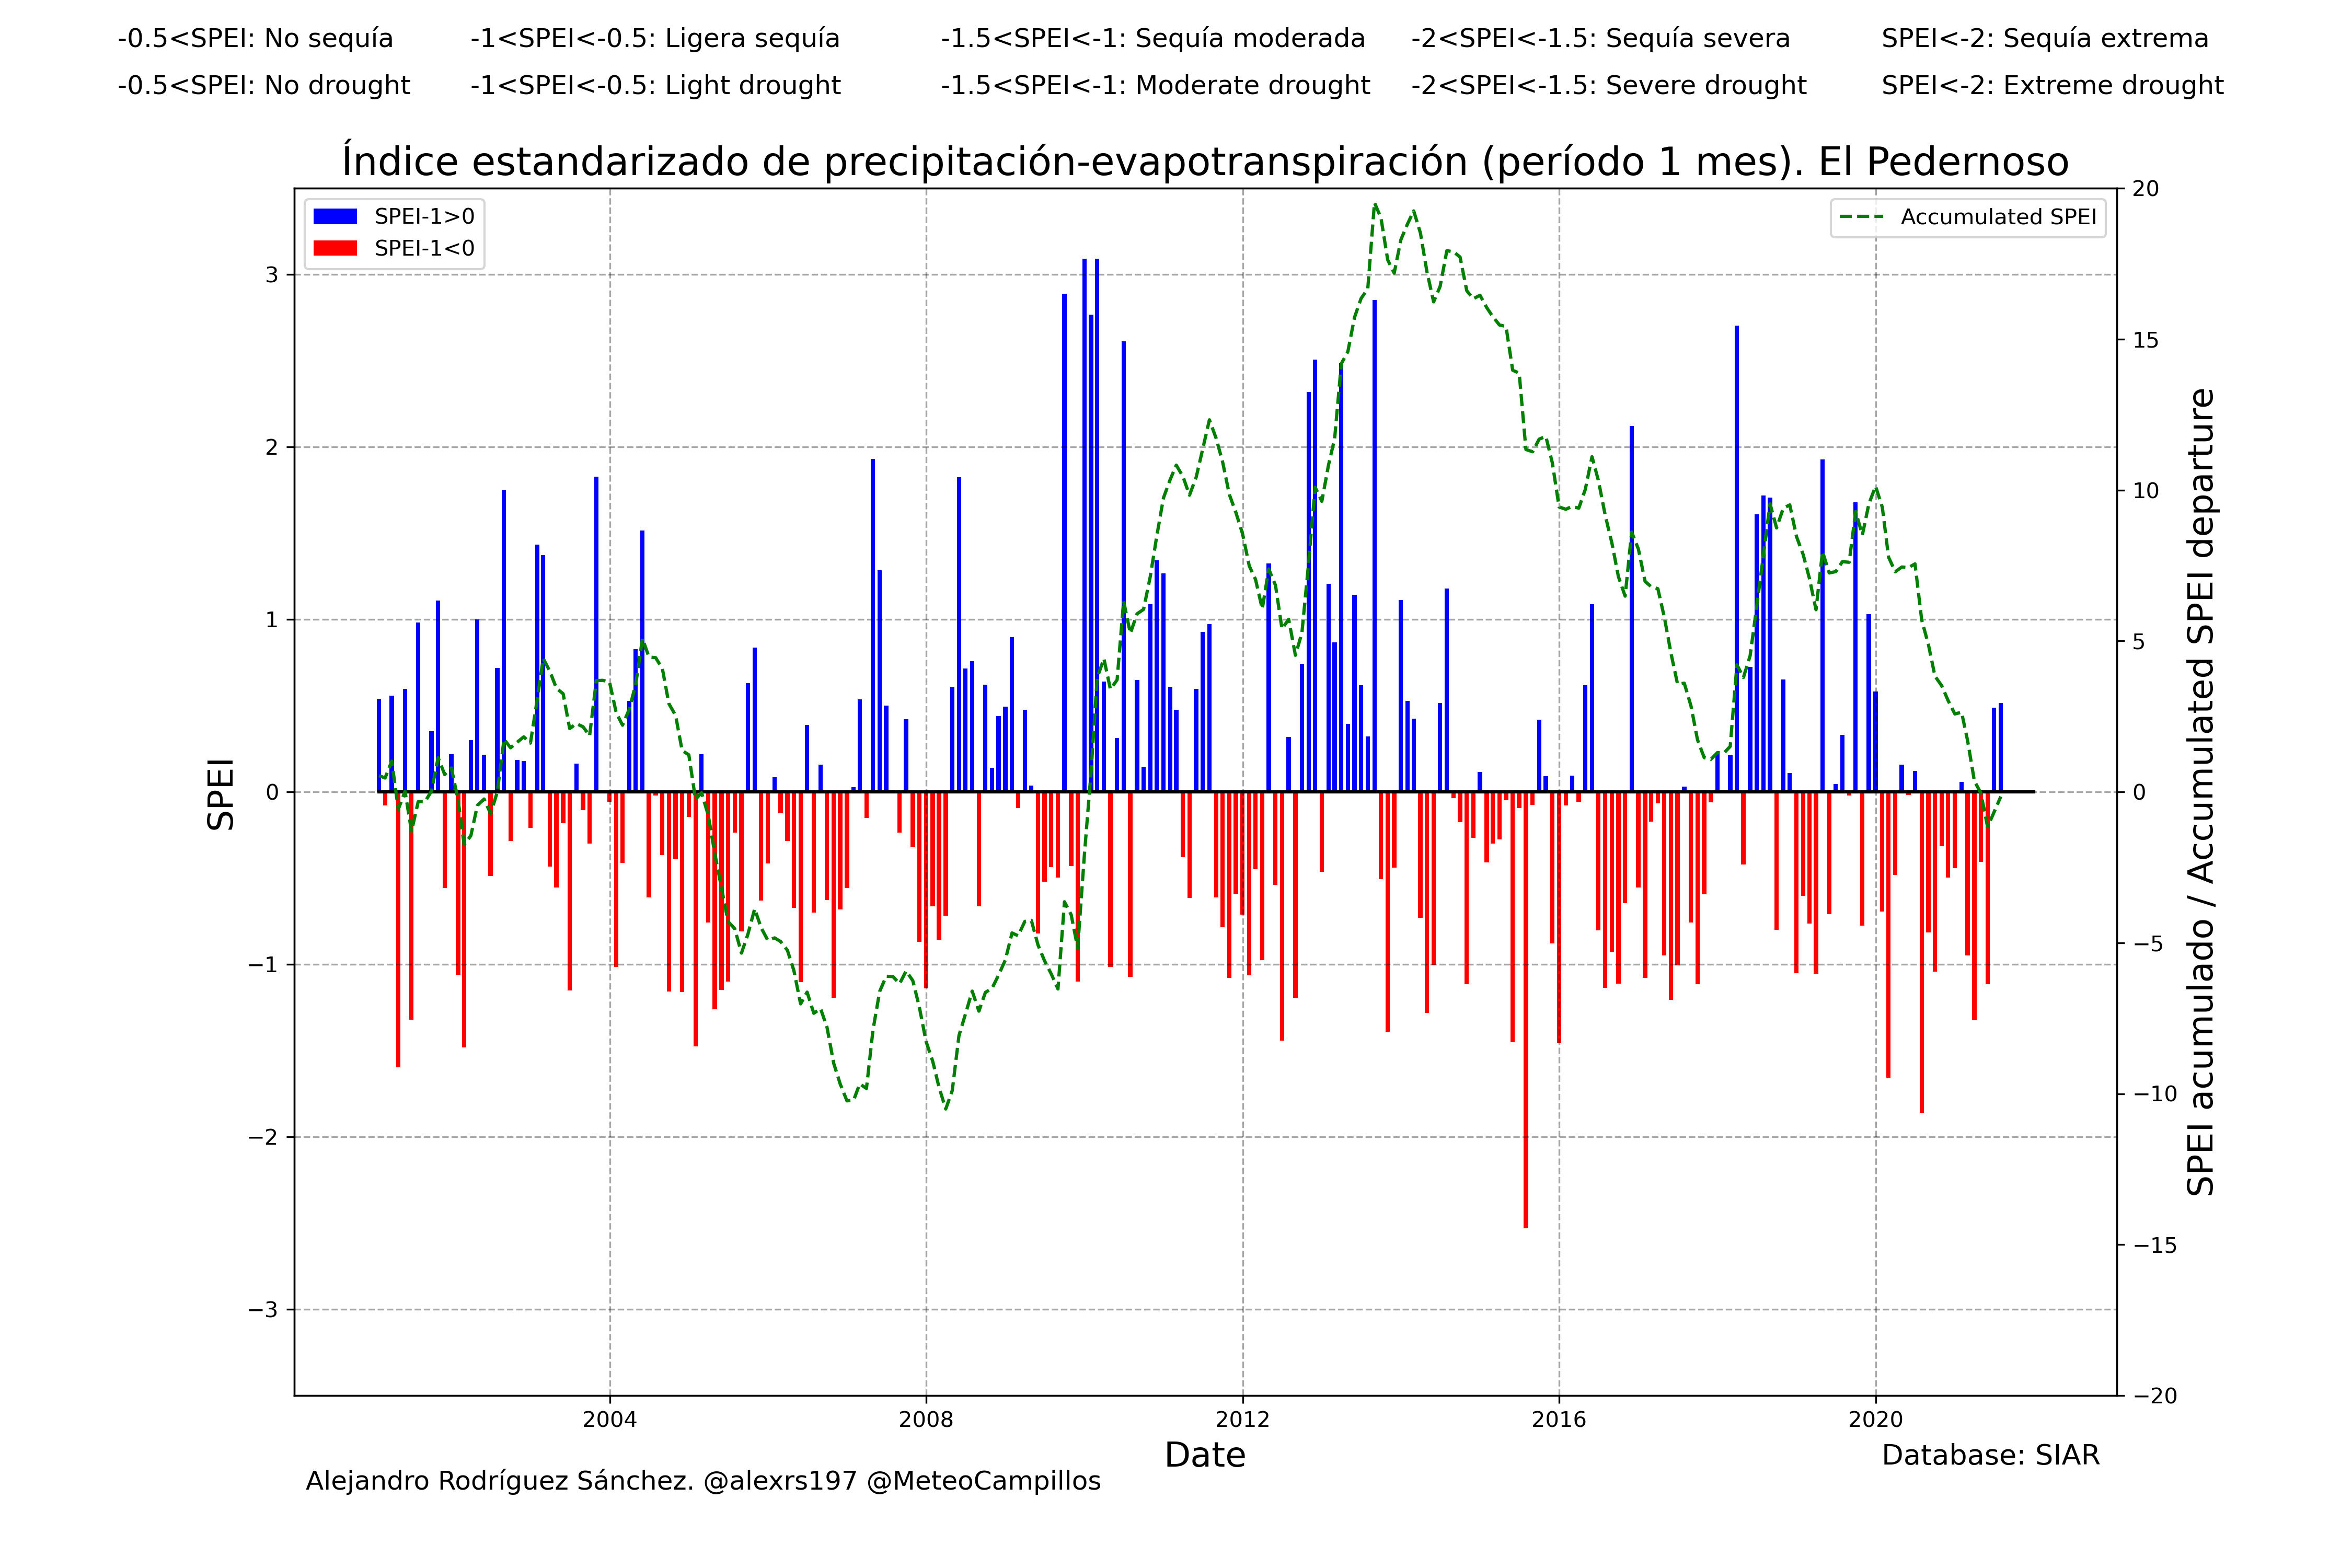 -0.5<SPEI: No sequía -1<SPEI<-0.5: Ligera sequía -1.5<SPEI<-1: Sequía moderada -2<SPEI<-1.5: Sequía severa SPEI<-2: Sequía extrema
-0.5<SPEI: No drought -1<SPEI<-0.5: Light drought -1.5<SPEI<-1: Moderate drought -2<SPEI<-1.5: Severe drought SPEI<-2: Extreme drought
Índice estandarizado de precipitación-evapotranspiración (período 1 mes). El Pedernoso
SPEI-1>0
SPEI-1<0
Accumulated SPEI
SPEI
3
2
1
0
−1
−2
−3
20
15
10
5
0
−5
−10
−15
−20
SPEI acumulado / Accumulated SPEI departure
2004 2008 2012 2016 2020
Date
Database: SIAR
Alejandro Rodríguez Sánchez. @alexrs197 @MeteoCampillos